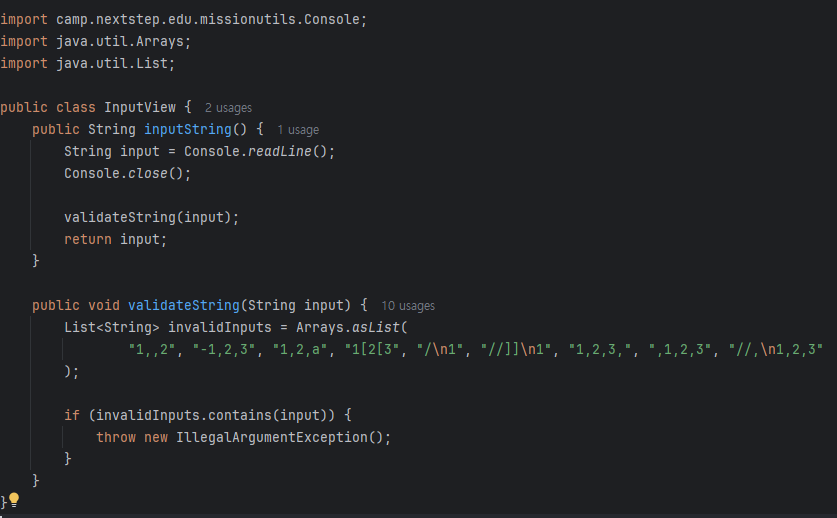 import camp.nextstep.edu.missionutils.Console;
import java.util.Arrays;
import java.util.List;

public class InputView {  2 usages
    public String inputString() {  1 usage
        String input = Console.readLine();
        Console.close();

        validateString(input);
        return input;
    }

    public void validateString(String input) {  10 usages
        List<String> invalidInputs = Arrays.asList(
                "1,,2", "-1,2,3", "1,2,a", "1[2[3", "/\n1", "//]]\n1", "1,2,3,", ",1,2,3", "//,\n1,2,3"
        );

        if (invalidInputs.contains(input)) {
            throw new IllegalArgumentException();
        }
    }
}